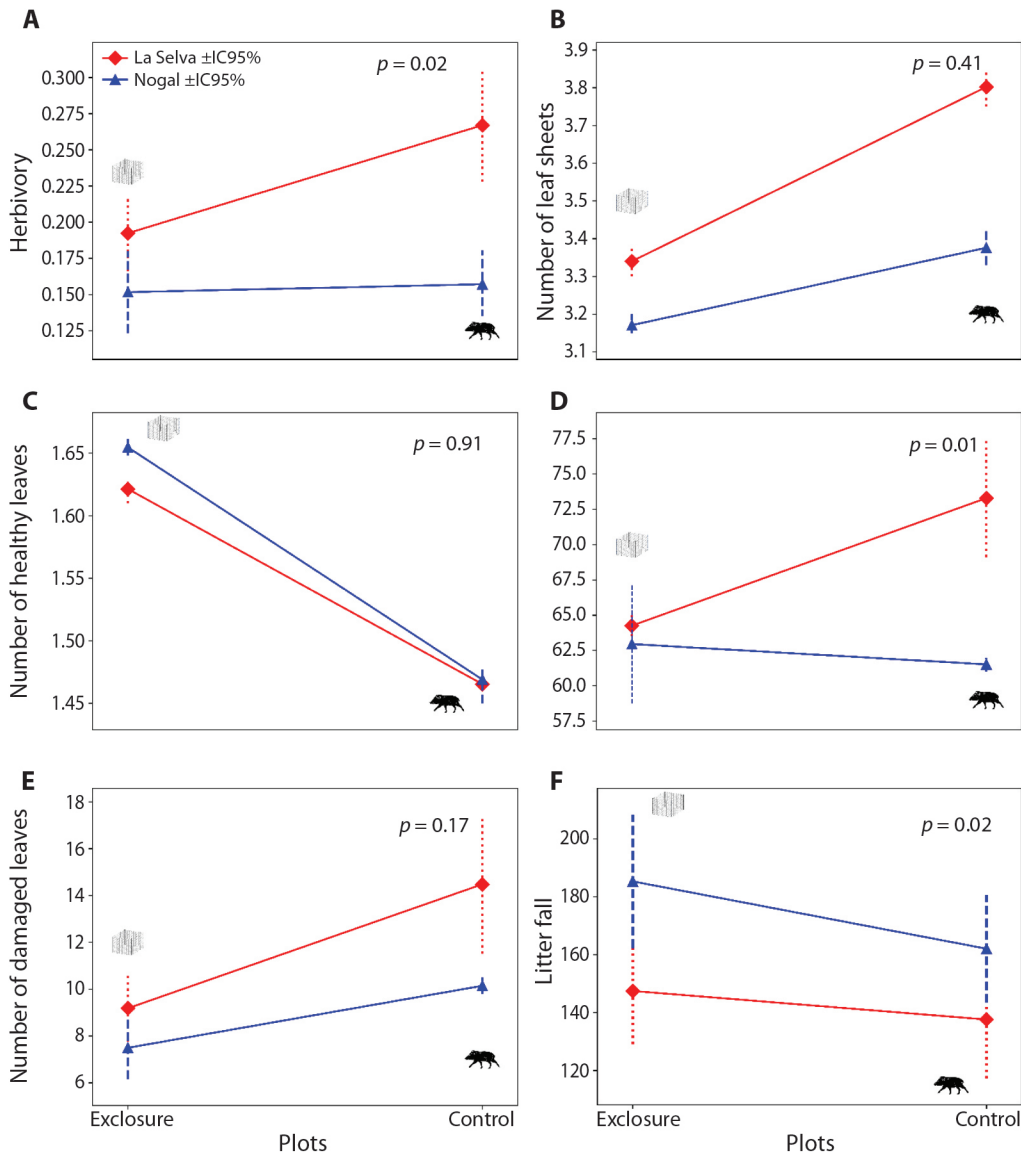 A
La Selva ±IC95%
Nogal ±IC95%
p = 0.02
Herbivory
0.300
0.275
0.250
0.225
0.200
0.175
0.150
0.125
B
p = 0.41
Number of leaf sheets
3.9
3.8
3.7
3.6
3.5
3.4
3.3
3.2
3.1
C
p = 0.91
Number of healthy leaves
1.65
1.60
1.55
1.50
1.45
D
p = 0.01
77.5
75.0
72.5
70.0
67.5
65.0
62.5
60.0
57.5
E
p = 0.17
Number of damaged leaves
18
16
14
12
10
8
6
Exclosure
Control
Plots
F
p = 0.02
Litter fall
200
180
160
140
120
Exclosure
Control
Plots